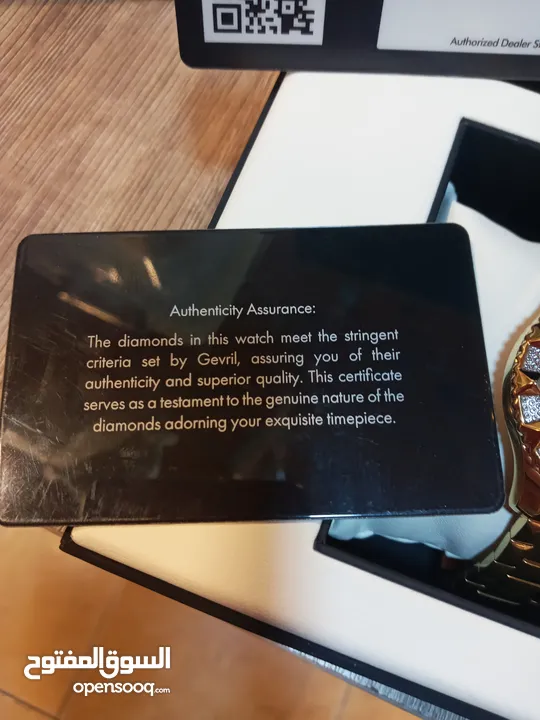 Authorized Dealer
Authenticity Assurance:
The diamonds in this watch meet the stringent
criteria set by Gevril, assuring you of their
authenticity and superior quality. This certificate
serves as a testament to the genuine nature of the
diamonds adorning your exquisite timepiece.
السوق المفتوح
opensooq.com